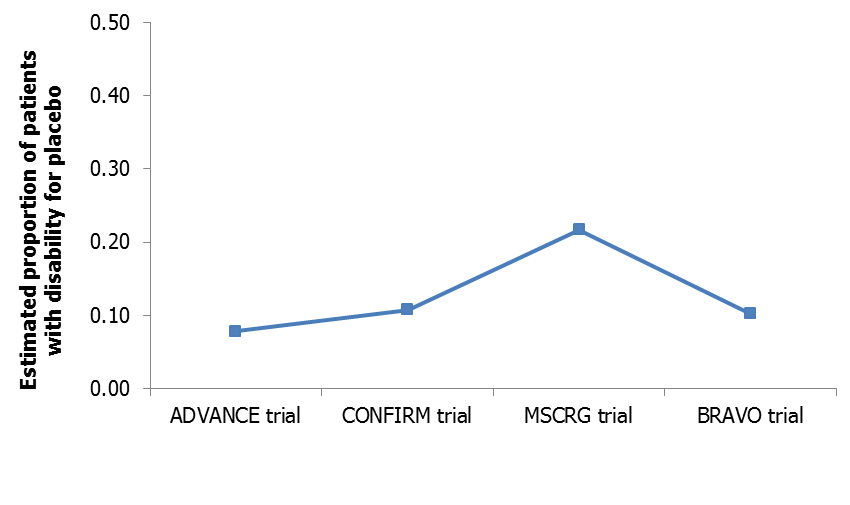 Estimated proportion of patients
with disability for placebo
0.50
0.40
0.30
0.20
0.10
0.00
ADVANCE trial
CONFIRM trial
MSCRG trial
BRAVO trial